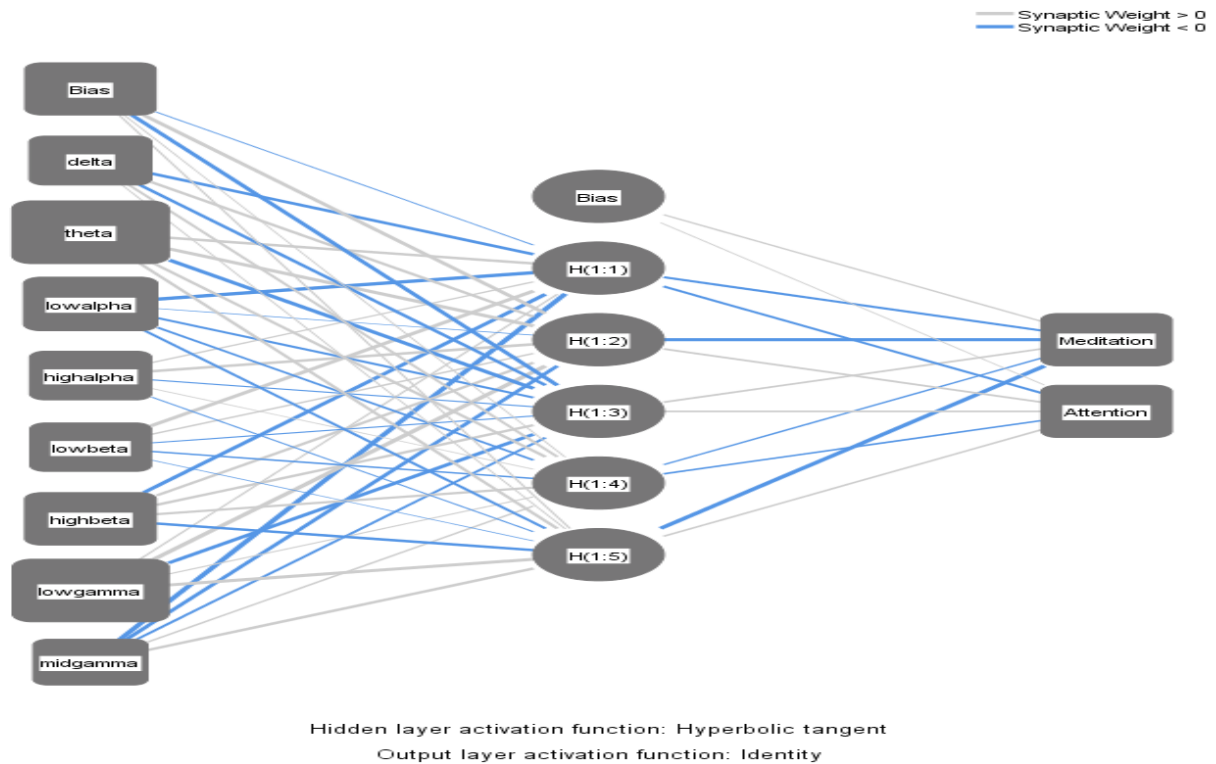 Synaptic Weight > 0
Synaptic Weight < 0
Bias
delta
theta
lowalpha
highalpha
lowbeta
highbeta
lowgamma
midgamma
Bias
H(1:1)
H(1:2)
H(1:3)
H(1:4)
H(1:5)
Meditation
Attention
Hidden layer activation function: Hyperbolic tangent
Output layer activation function: Identity